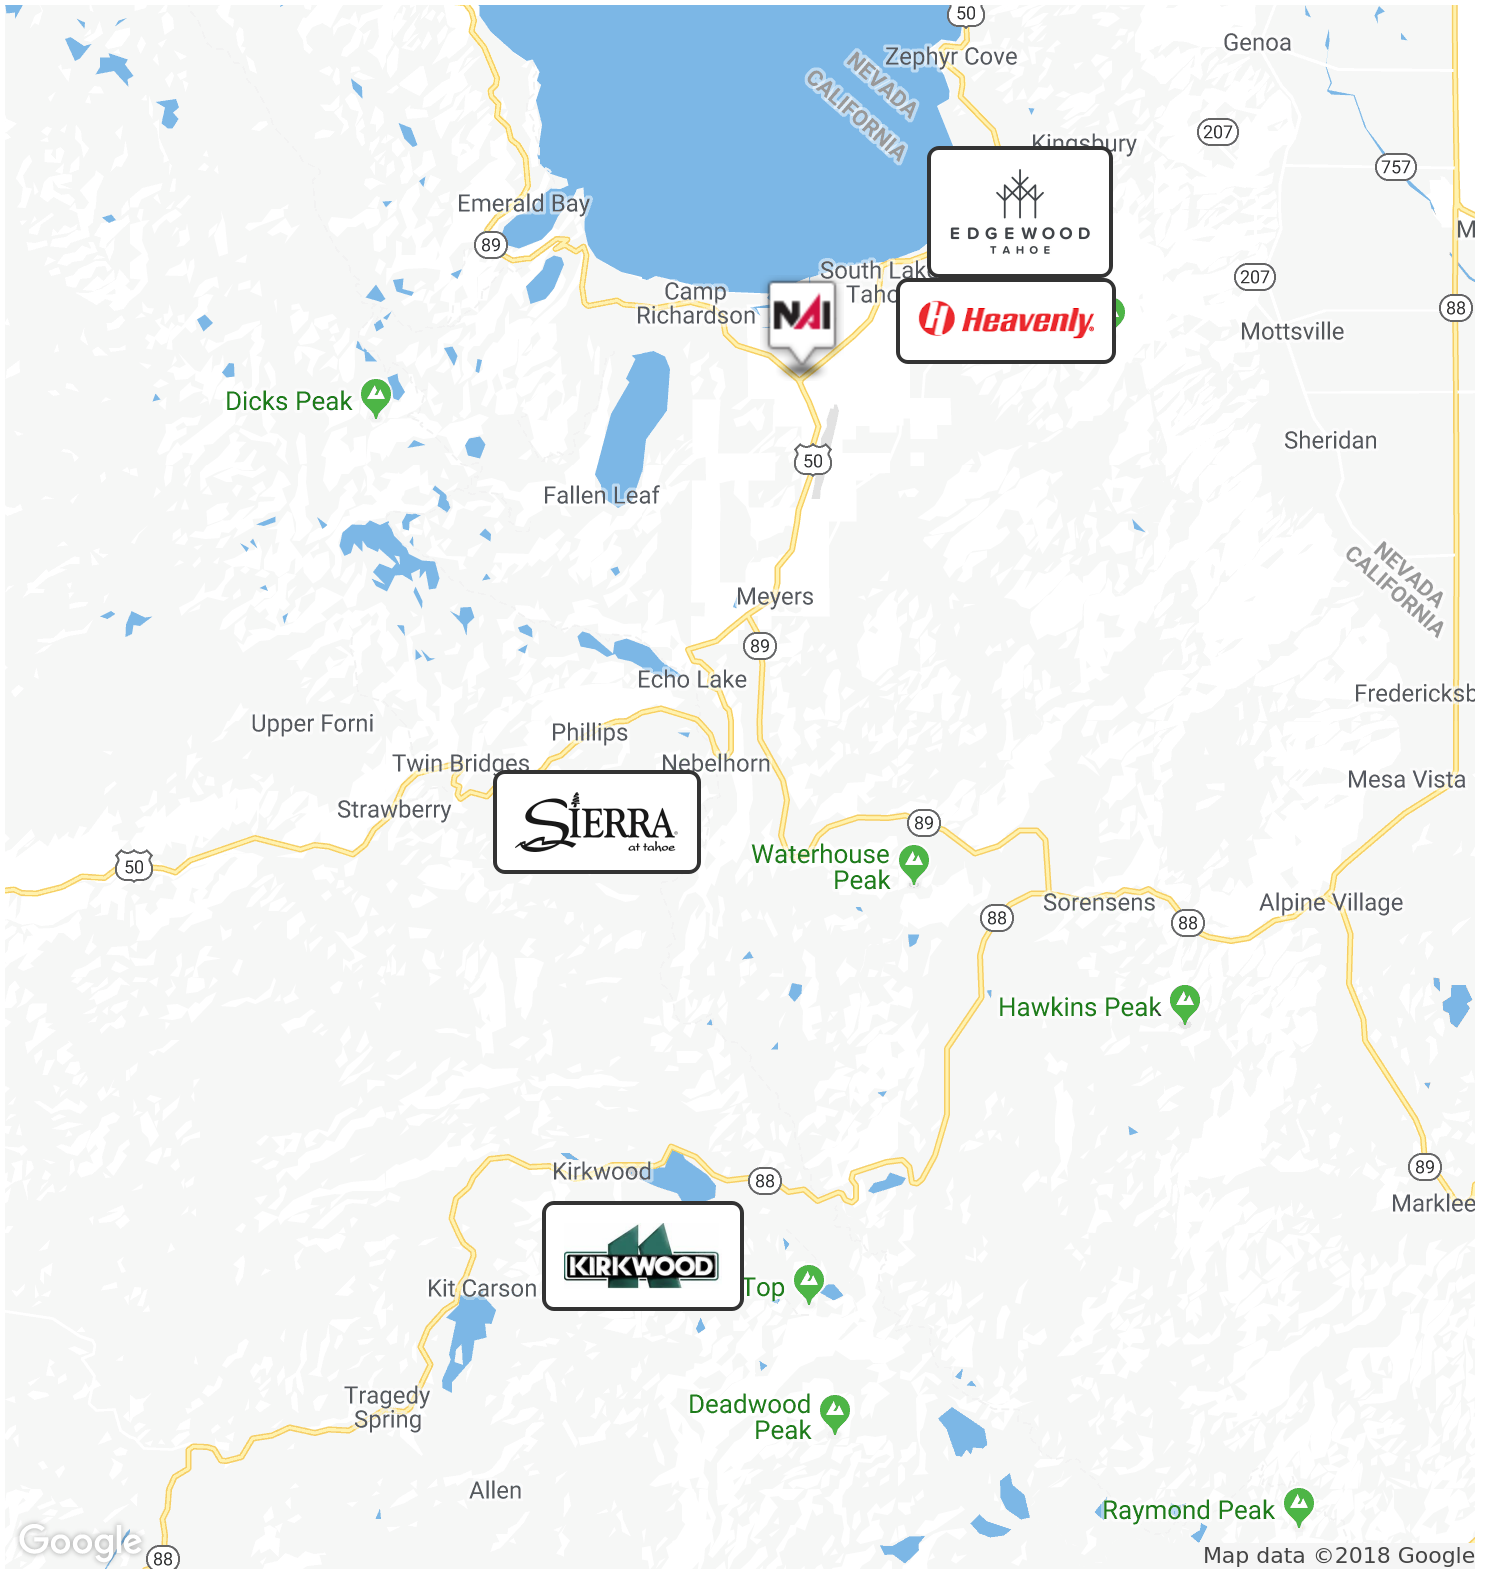 50
Genoa
Zephyr Cove
NEVADA
CALIFORNIA
207
Kingsbury
757
Emerald Bay
89
EDGEWOOD
TAHOE
M
South Lak
Taho
207
Camp
Richardson
NAI
Heavenly
88
Mottsville
Dicks Peak
Sheridan
50
Fallen Leaf
NEVADA
CALIFORNIA
Meyers
89
Echo Lake
Fredericksb
Upper Forni
Phillips
Twin Bridges
Nebelhorn
Mesa Vista
Strawberry
SIERRA
at tahoe
89
Waterhouse
Peak
50
88
Sorensens
88
Alpine Village
Hawkins Peak
Kirkwood
88
89
Marklee
KIRKWOOD
Kit Carson
Top
Tragedy
Spring
Deadwood
Peak
Allen
Raymond Peak
Google
88
Map data ©2018 Google